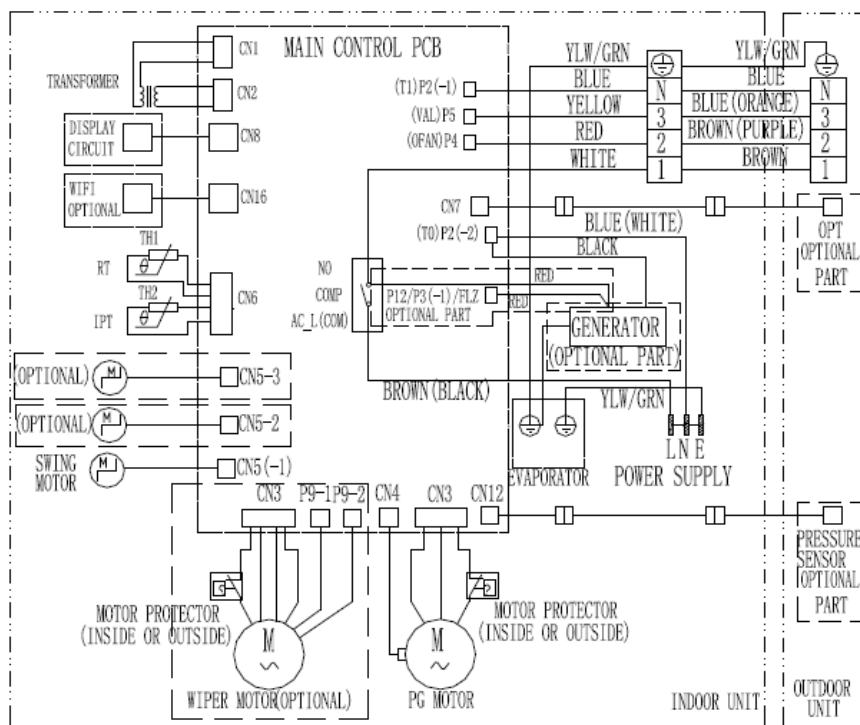 MAIN CONTROL PCB
CN1
TRANSFORMER
CN2
DISPLAY
CIRCUIT
CN8
WIFI
OPTIONAL
CN16
TH1
RT
TH2
IPT
CN6
(T1)P2(-1)
(VAL)P5
(OFAN)P4
YLW/GRN
BLUE
YELLOW
RED
WHITE
N
3
2
1
YLW/GRN
BLUE
BLUE(ORANGE)
BROWN(PURPLE)
BROWN
N
3
2
1
CN7
(T0)P2(-2)
BLUE(WHITE)
BLACK
OPT
OPTIONAL
PART
NO
COMP
AC_L(COM)
RED
P12/P3(-1)/FLZ
RED
OPTIONAL PART
GENERATOR
(OPTIONAL PART)
(OPTIONAL)
M
CN5-3
(OPTIONAL)
M
CN5-2
SWING
MOTOR
M
CN5(-1)
BROWN(BLACK)
YLW/GRN
EVAPORATOR
L N E
POWER SUPPLY
CN3
P9-1
P9-2
CN4
CN3
CN12
PRESSURE
SENSOR
OPTIONAL
PART
MOTOR PROTECTOR
(INSIDE OR OUTSIDE)
M
WIPER MOTOR(OPTIONAL)
M
PG MOTOR
MOTOR PROTECTOR
(INSIDE OR OUTSIDE)
INDOOR UNIT
OUTDOOR
UNIT